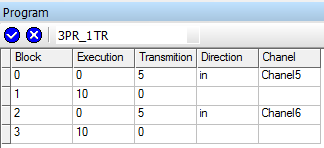 Program
3PR_1TR
Block Execution Transmition Direction Chanel
0 0 5 in Chanel5
1 10 0
2 0 5 in Chanel6
3 10 0